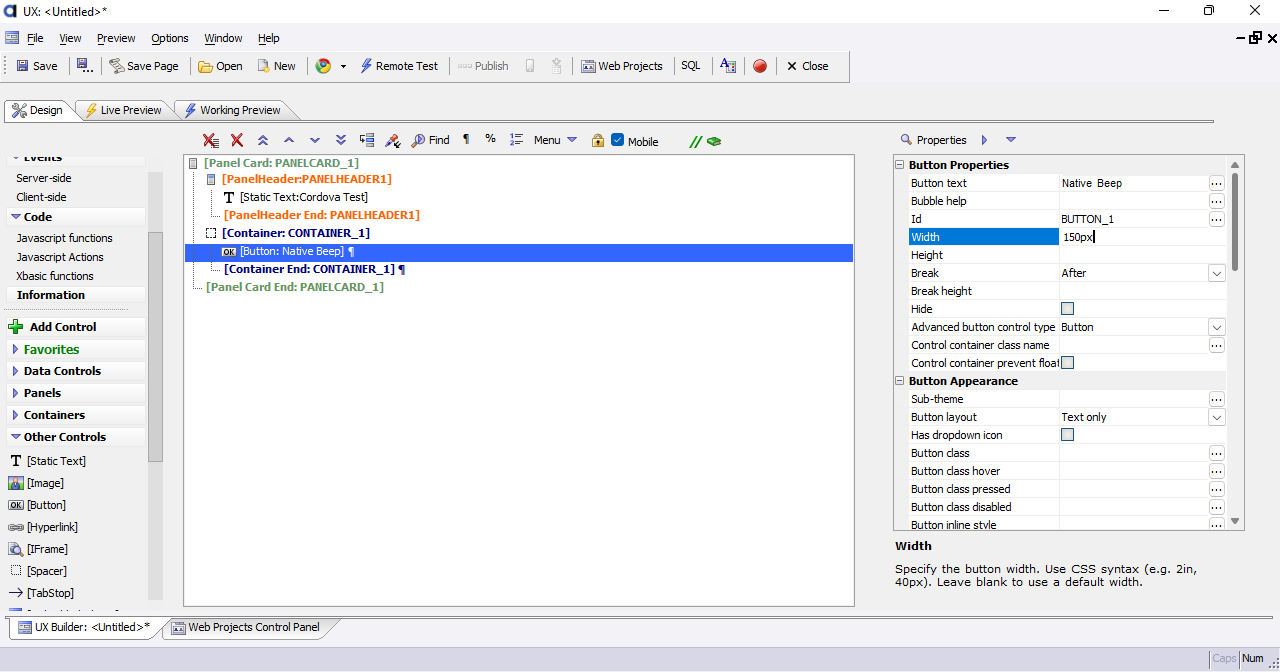 UX: <Untitled>*
File View Preview Options Window Help
Save Save Page Open New Remote Test Publish Web Projects SQL Close
Design Live Preview Working Preview
Find ¶ % Menu Mobile // Properties
Events
Server-side
Client-side
Code
Javascript functions
Javascript Actions
Xbasic functions
Information
Add Control
Favorites
Data Controls
Panels
Containers
Other Controls
T [Static Text]
[Image]
OK [Button]
[Hyperlink]
[IFrame]
[Spacer]
[TabStop]
[Panel Card: PANELCARD_1]
[PanelHeader:PANELHEADER1]
T [Static Text:Cordova Test]
[PanelHeader End: PANELHEADER1]
[Container: CONTAINER_1]
OK [Button: Native Beep] ¶
[Container End: CONTAINER_1] ¶
[Panel Card End: PANELCARD_1]
Button Properties
Button text Native Beep ...
Bubble help ...
Id BUTTON_1 ...
Width 150px
Height
Break After
Break height
Hide
Advanced button control type Button
Control container class name ...
Control container prevent float
Button Appearance
Sub-theme ...
Button layout Text only
Has dropdown icon
Button class ...
Button class hover ...
Button class pressed ...
Button class disabled ...
Button inline style ...
Width
Specify the button width. Use CSS syntax (e.g. 2in,
40px). Leave blank to use a default width.
UX Builder: <Untitled>* Web Projects Control Panel
Caps Num